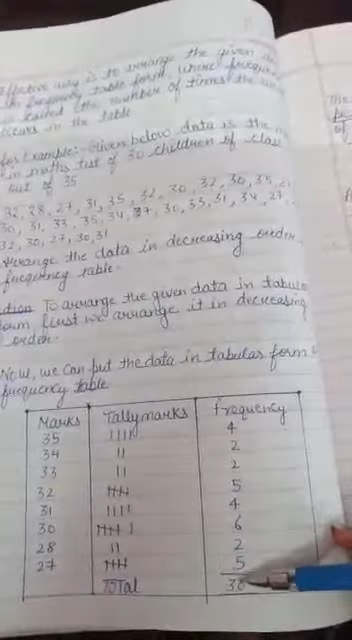 effective way is to arrange the given
frequency table form where
is called the number of times the
occurs in the table
for Example:- Given below data is the
in maths test of 30 children of clas
out of 35
32, 28, 27, 31, 35, 32, 30, 32, 30, 35,
30, 31, 33, 35, 34, 27, 30, 33, 31, 34, 27,
32, 30, 27, 30, 31
Arrange the data in decreasing order
frequency table.
ution To arrange the given data in tabula
orm first we arrange it in decreasing
order.
Now, we can put the data in tabular form
frequency table
Marks Tallymarks Frequency
35 |||| 4
34 || 2
33 || 2
32 5
31 |||| 4
30 6
28 || 2
27 5
Total 30
The
of